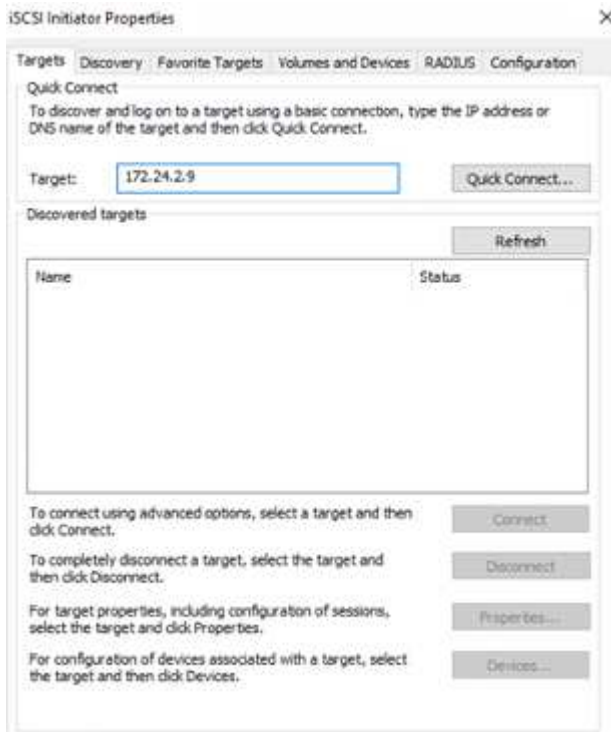 iSCSI Initiator Properties
Targets Discovery Favorite Targets Volumes and Devices RADIUS Configuration
Quick Connect
To discover and log on to a target using a basic connection, type the IP address or
DNS name of the target and then click Quick Connect.
Target: 172.24.2.9 Quick Connect...
Discovered targets
Refresh
Name Status
To connect using advanced options, select a target and then
click Connect.
Connect
To completely disconnect a target, select the target and
then click Disconnect.
Disconnect
For target properties, including configuration of sessions,
select the target and click Properties.
Properties...
For configuration of devices associated with a target, select
the target and then click Devices.
Devices...